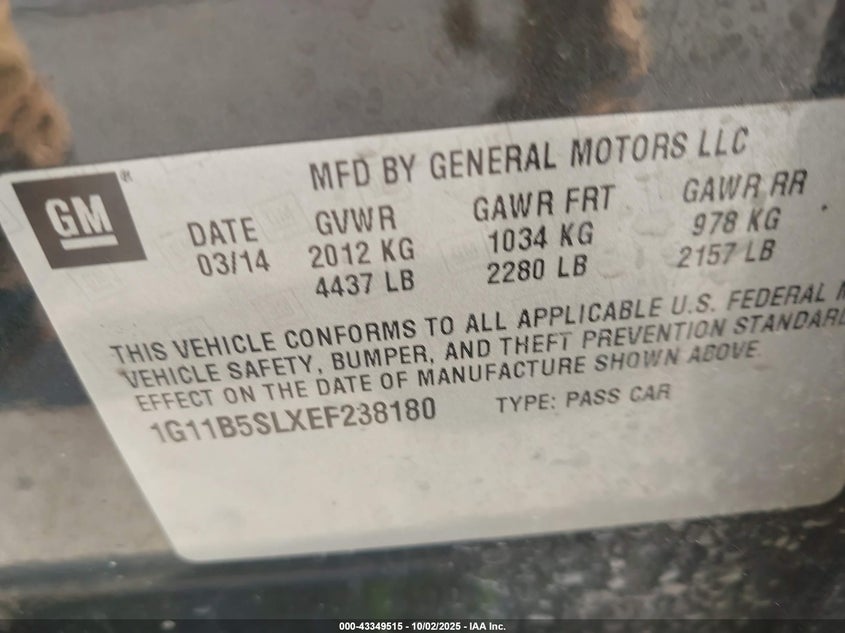 MFD BY GENERAL MOTORS LLC
GM®
DATE GVWR GAWR FRT GAWR RR
03/14 2012 KG 1034 KG 978 KG
4437 LB 2280 LB 2157 LB
THIS VEHICLE CONFORMS TO ALL APPLICABLE U.S. FEDERAL
VEHICLE SAFETY, BUMPER, AND THEFT PREVENTION STANDARD
EFFECT ON THE DATE OF MANUFACTURE SHOWN ABOVE.
1G11B5SLXEF238180 TYPE: PASS CAR
000-43349515 - 10/02/2025 - IAA Inc.